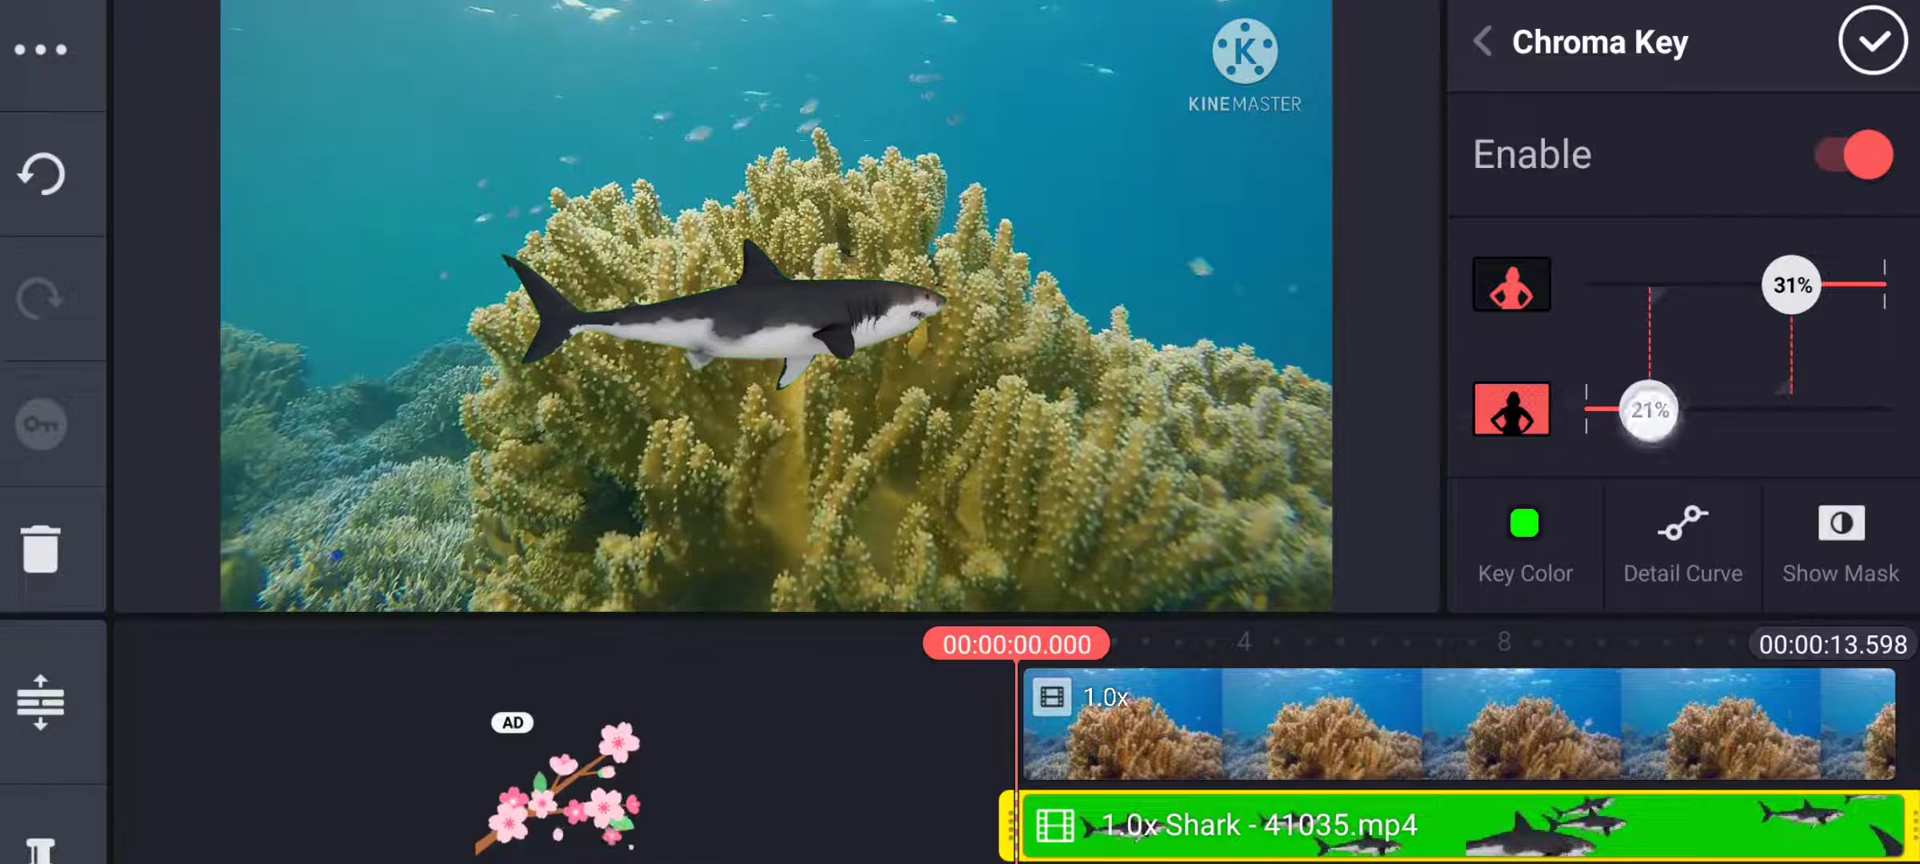 Chroma Key
KINEMASTER
Enable
31%
21%
Key Color
Detail Curve
Show Mask
00:00:00.000
4
8
00:00:13.598
1.0x
AD
1.0x Shark - 41035.mp4